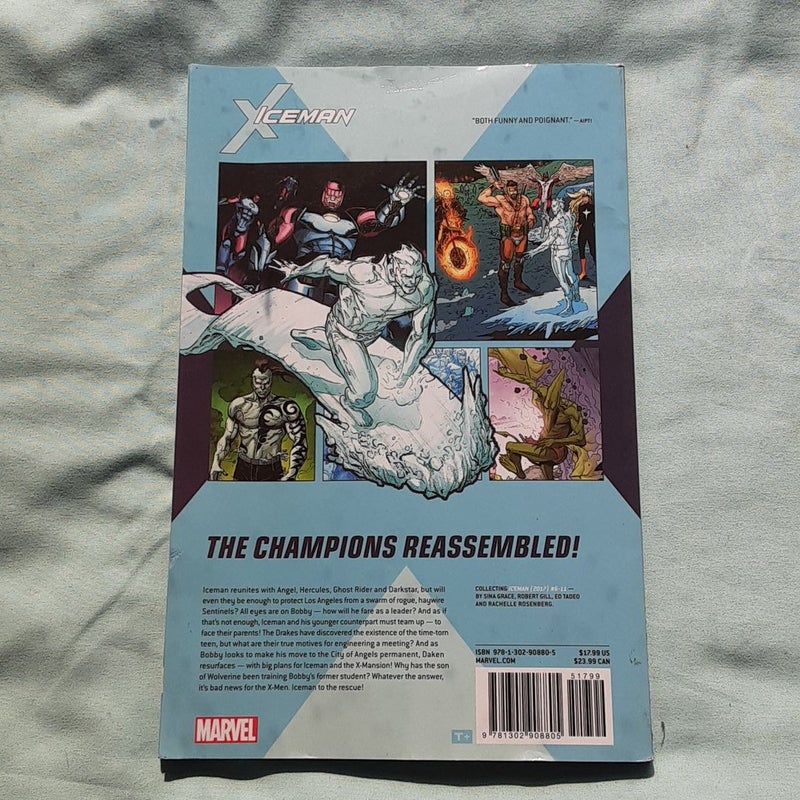 ICEMAN
"BOTH FUNNY AND POIGNANT." — AIPT!
THE CHAMPIONS REASSEMBLED!
Iceman reunites with Angel, Hercules, Ghost Rider and Darkstar, but will
even they be enough to protect Los Angeles from a swarm of rogue, haywire
Sentinels? All eyes are on Bobby — how will he fare as a leader? And as if
that's not enough, Iceman and his younger counterpart must team up — to
face their parents! The Drakes have discovered the existence of the time-torn
teen, but what are their true motives for engineering a meeting? And as
Bobby looks to make his move to the City of Angels permanent, Daken
resurfaces — with big plans for Iceman and the X-Mansion! Why has the son
of Wolverine been training Bobby's former student? Whatever the answer,
it's bad news for the X-Men. Iceman to the rescue!
COLLECTING ICEMAN (2017) #6-11 —
BY SINA GRACE, ROBERT GILL, ED TADEO
AND RACHELLE ROSENBERG.
ISBN 978-1-302-90880-5
MARVEL.COM
$17.99 US
$23.99 CAN
51799
9 781302 908805
T+
MARVEL